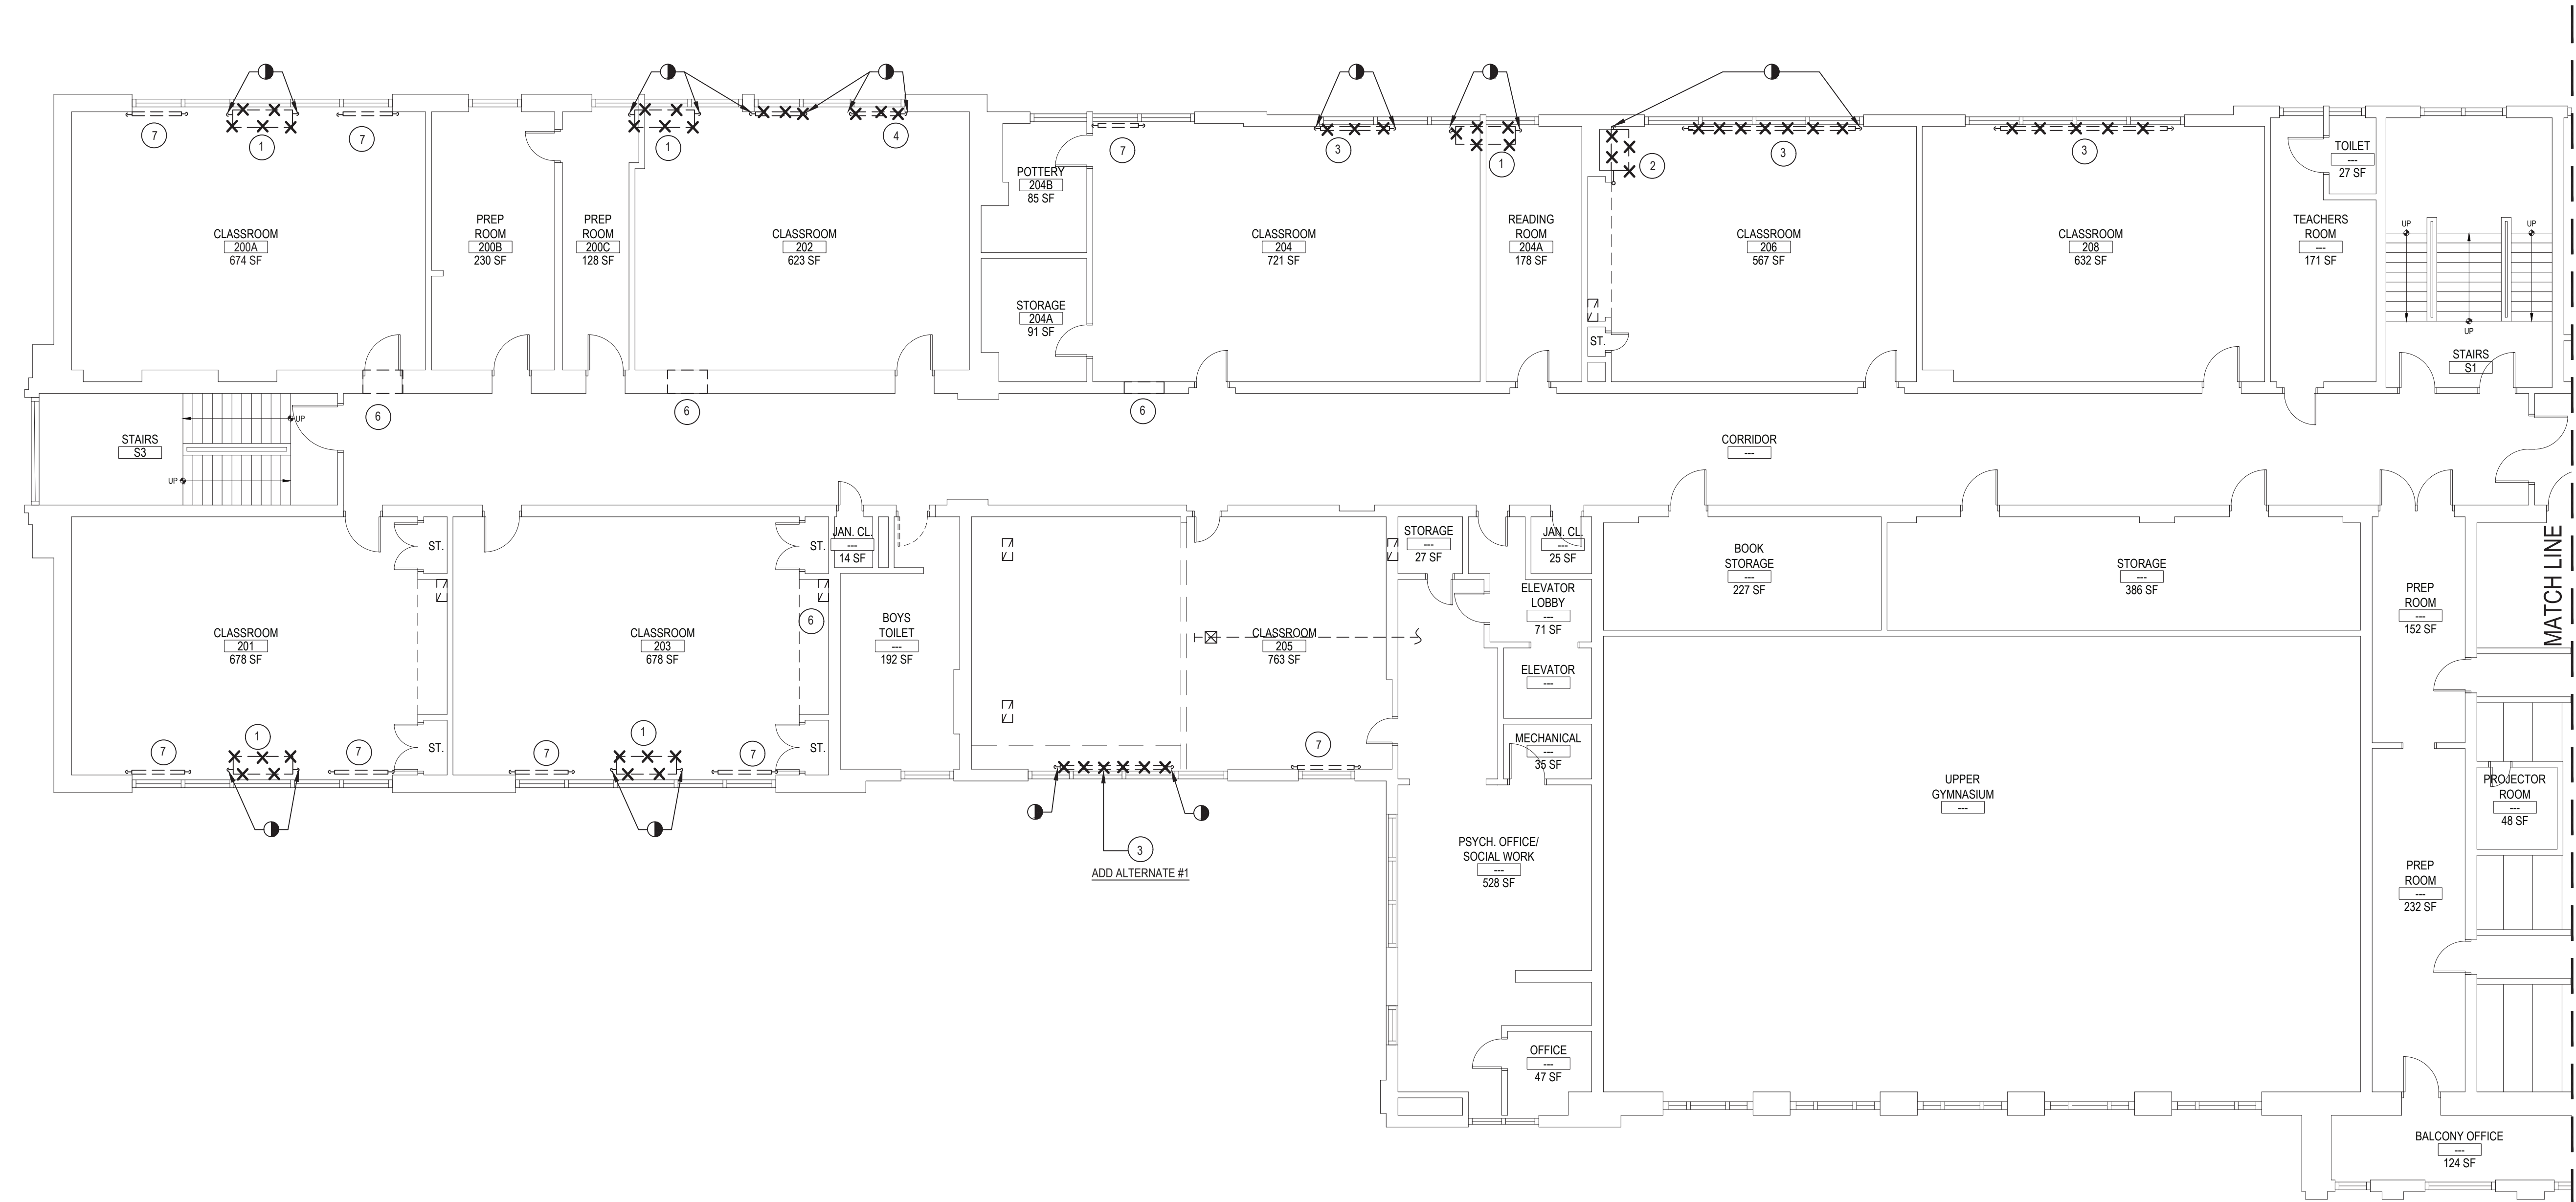 7
1
7
1
4
7
3
1
2
3
3
CLASSROOM
200A
674 SF
PREP
ROOM
200B
230 SF
PREP
ROOM
200C
128 SF
CLASSROOM
202
623 SF
POTTERY
204B
85 SF
STORAGE
204A
91 SF
CLASSROOM
204
721 SF
READING
ROOM
204A
178 SF
ST.
CLASSROOM
206
567 SF
CLASSROOM
208
632 SF
TOILET
---
27 SF
TEACHERS
ROOM
---
171 SF
UP
UP
UP
STAIRS
S1
6
6
6
STAIRS
S3
UP
UP
CORRIDOR
---
CLASSROOM
201
678 SF
ST.
ST.
7
1
7
CLASSROOM
203
678 SF
ST.
6
ST.
7
1
7
JAN. CL.
---
14 SF
BOYS
TOILET
---
192 SF
CLASSROOM
205
763 SF
7
3
ADD ALTERNATE #1
STORAGE
---
27 SF
JAN. CL.
---
25 SF
ELEVATOR
LOBBY
---
71 SF
ELEVATOR
---
MECHANICAL
---
35 SF
PSYCH. OFFICE/
SOCIAL WORK
---
528 SF
OFFICE
---
47 SF
BOOK
STORAGE
---
227 SF
STORAGE
---
386 SF
UPPER
GYMNASIUM
---
PREP
ROOM
---
152 SF
PROJECTOR
ROOM
---
48 SF
PREP
ROOM
---
232 SF
BALCONY OFFICE
---
124 SF
MATCH LINE